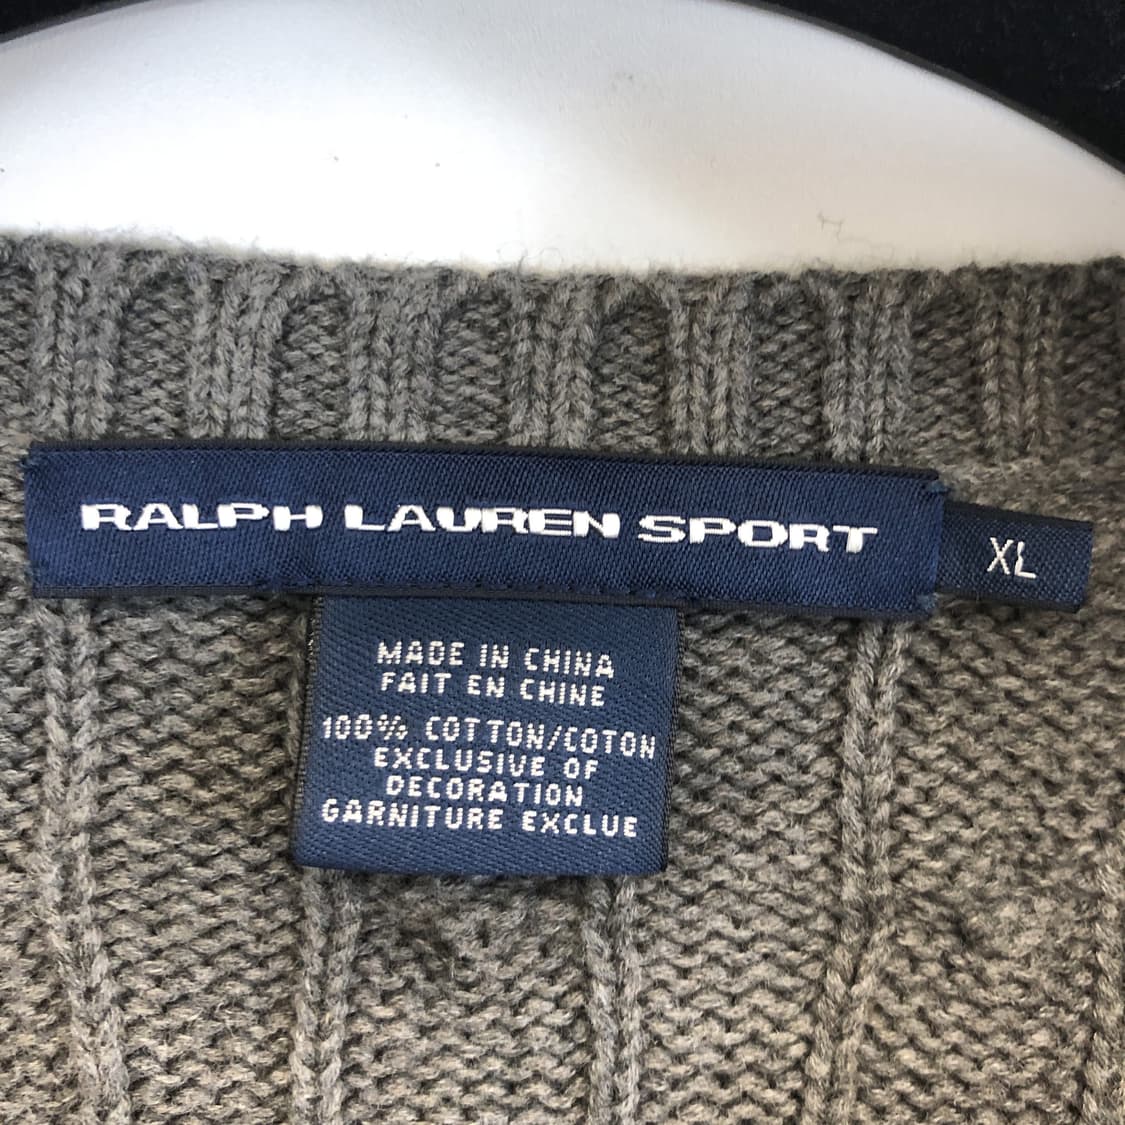 RALPH LAUREN SPORT
XL
MADE IN CHINA
FAIT EN CHINE
100% COTTON/COTON
EXCLUSIVE OF
DECORATION
GARNITURE EXCLUE